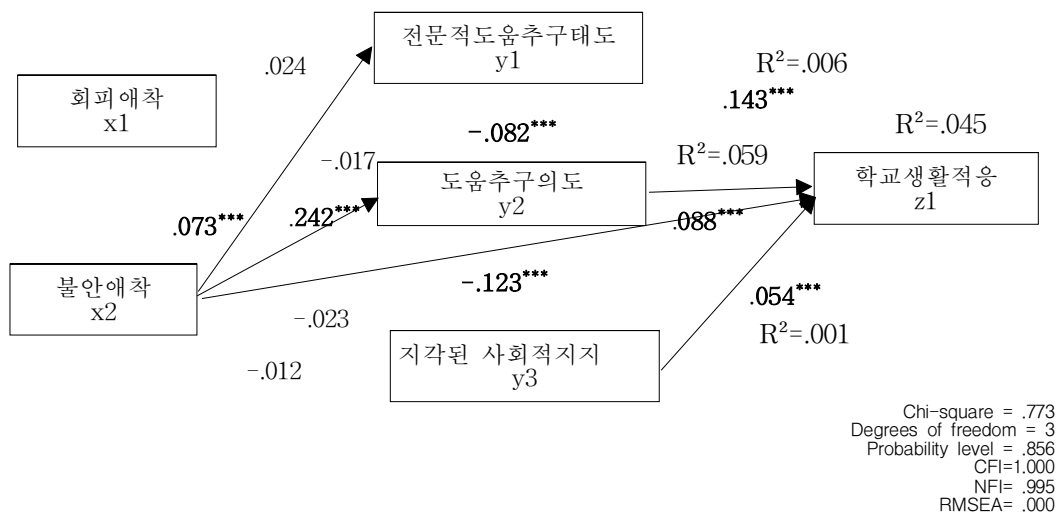 전문적도움추구태도
y1
.024
R²=.006
회피애착
x1
.143***
-.082***
R²=.045
-.017
R²=.059
도움추구의도
y2
학교생활적응
z1
.073***
.242***
.088***
불안애착
x2
-.123***
.054***
-.023
R²=.001
지각된 사회적지지
y3
-.012
Chi-square = .773
Degrees of freedom = 3
Probability level = .856
CFI=1.000
NFI= .995
RMSEA= .000